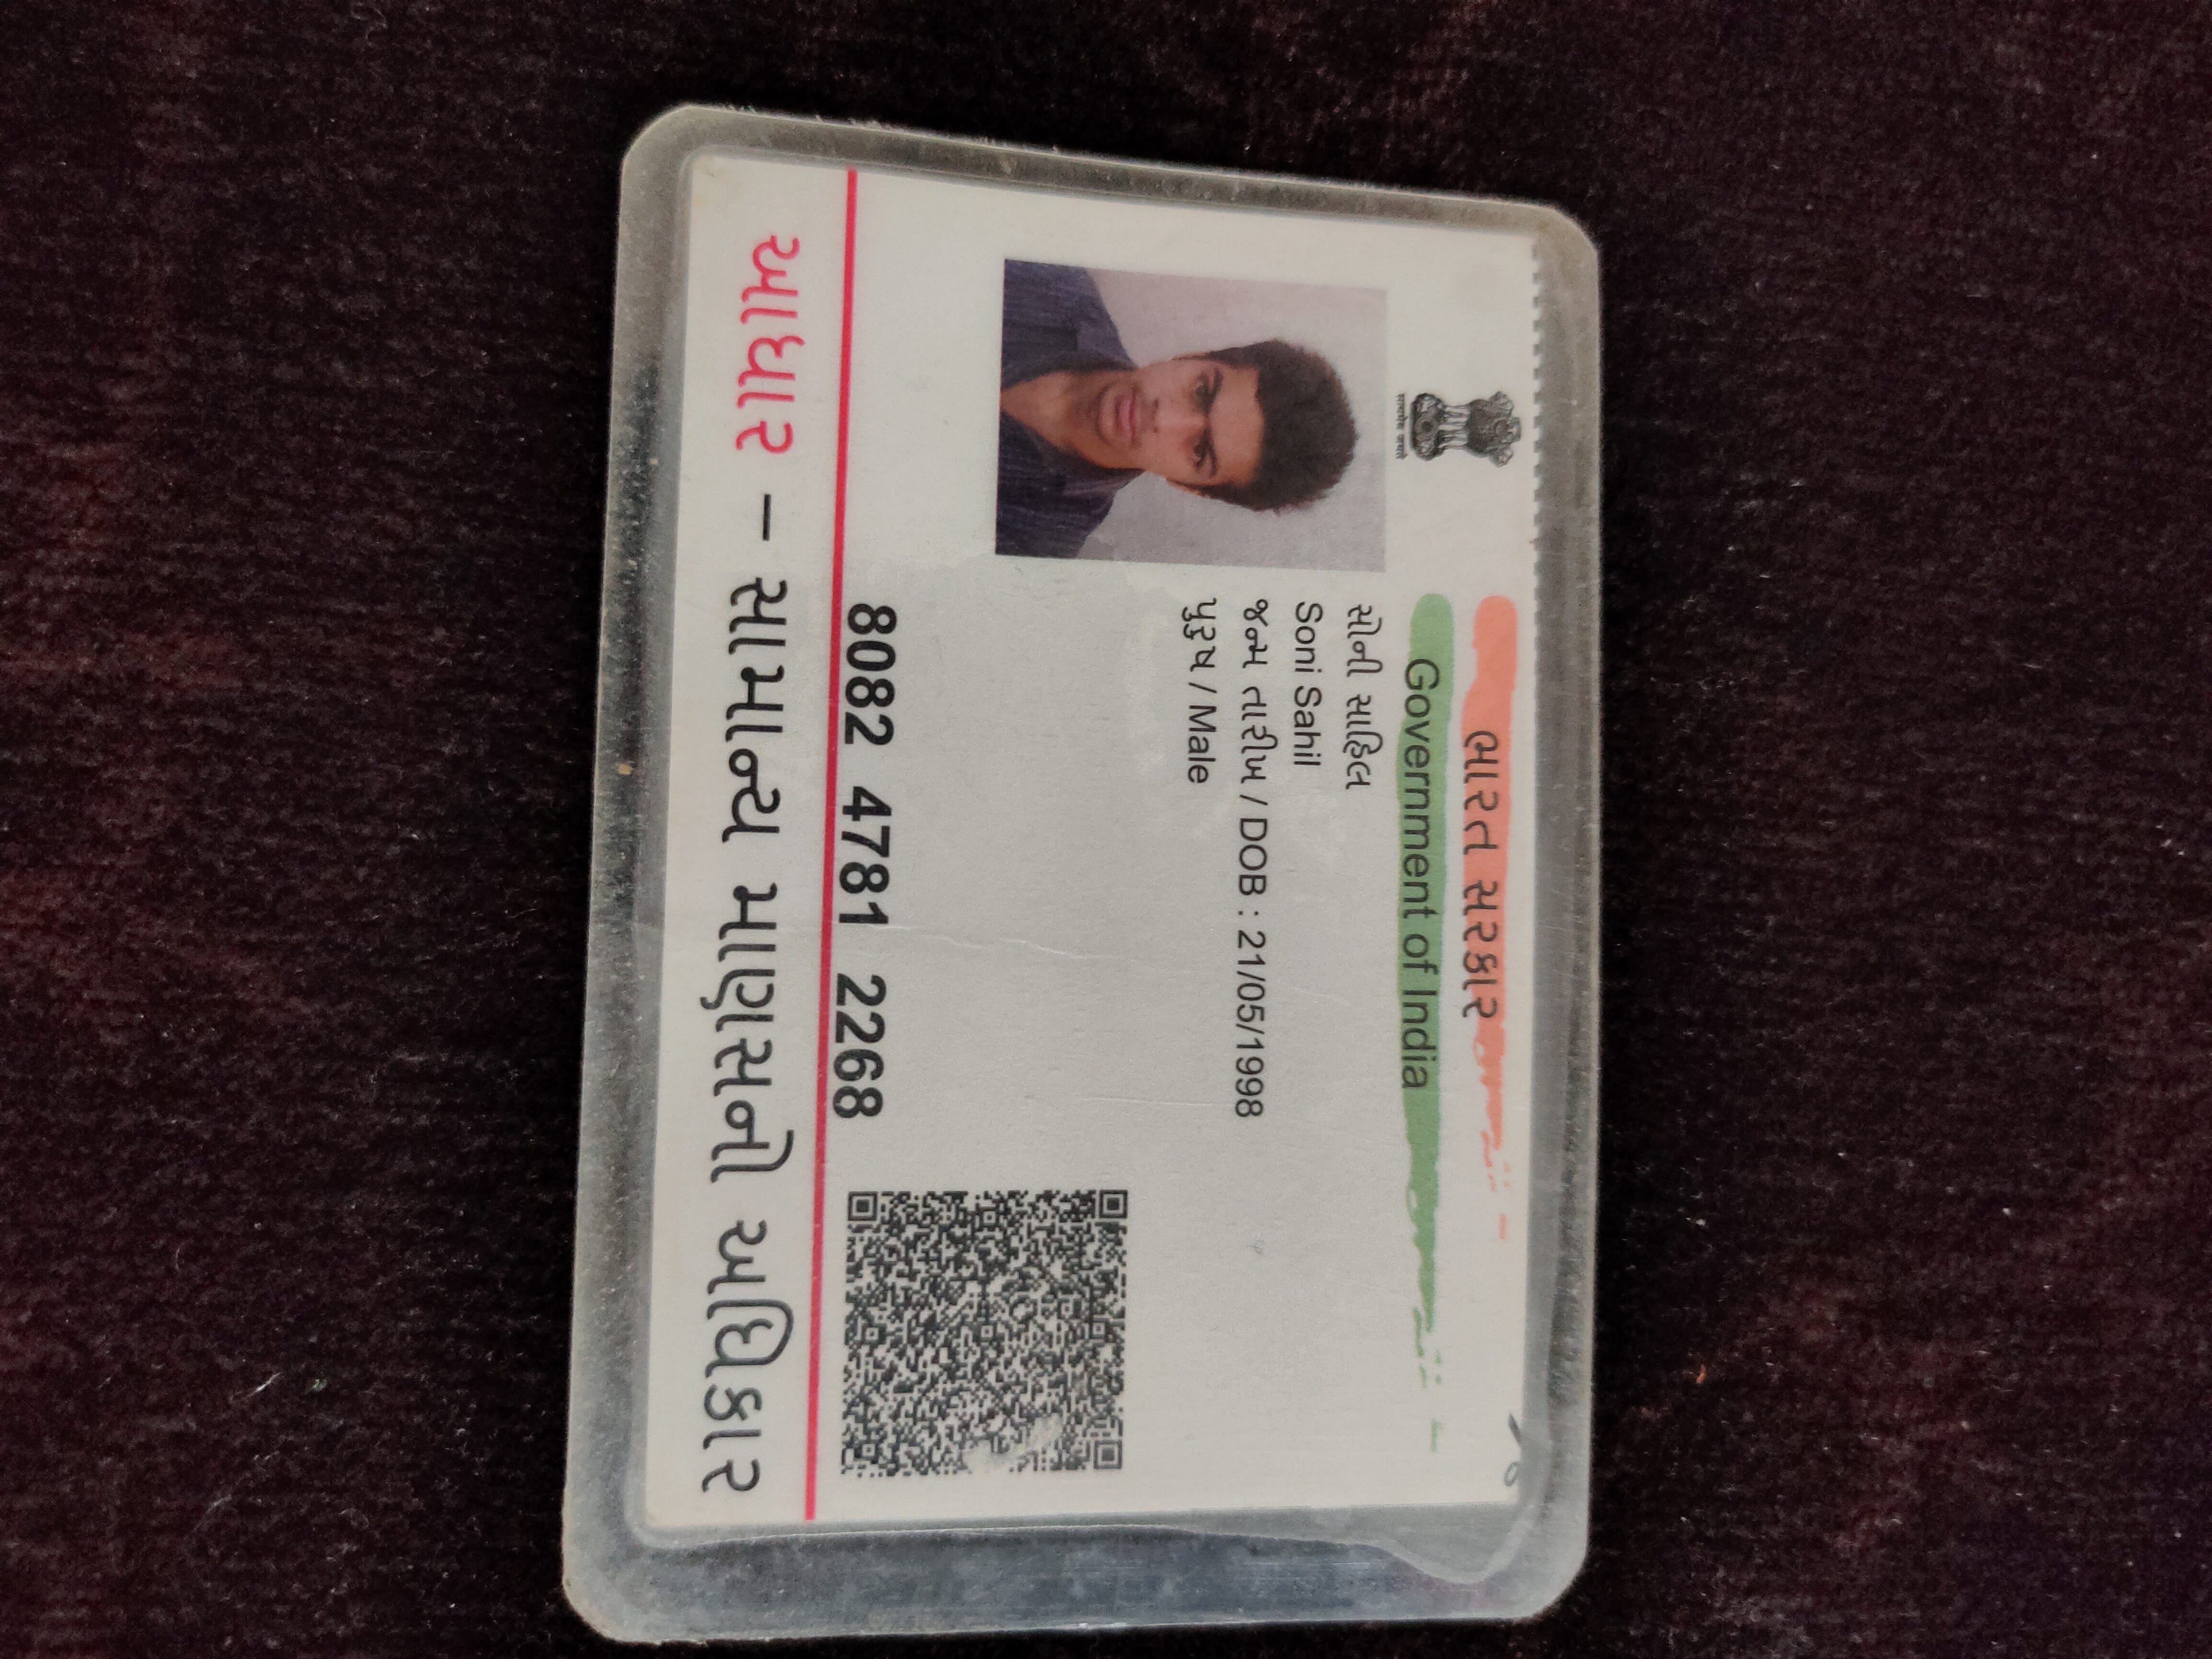 ભારત સરકાર
Government of India
सत्यमेव जयते
સોની સાહિલ
Soni Sahil
જન્મ તારીખ / DOB : 21/05/1998
પુરુષ / Male
8082 4781 2268
આધાર – સામાન્ય માણસનો અધિકાર